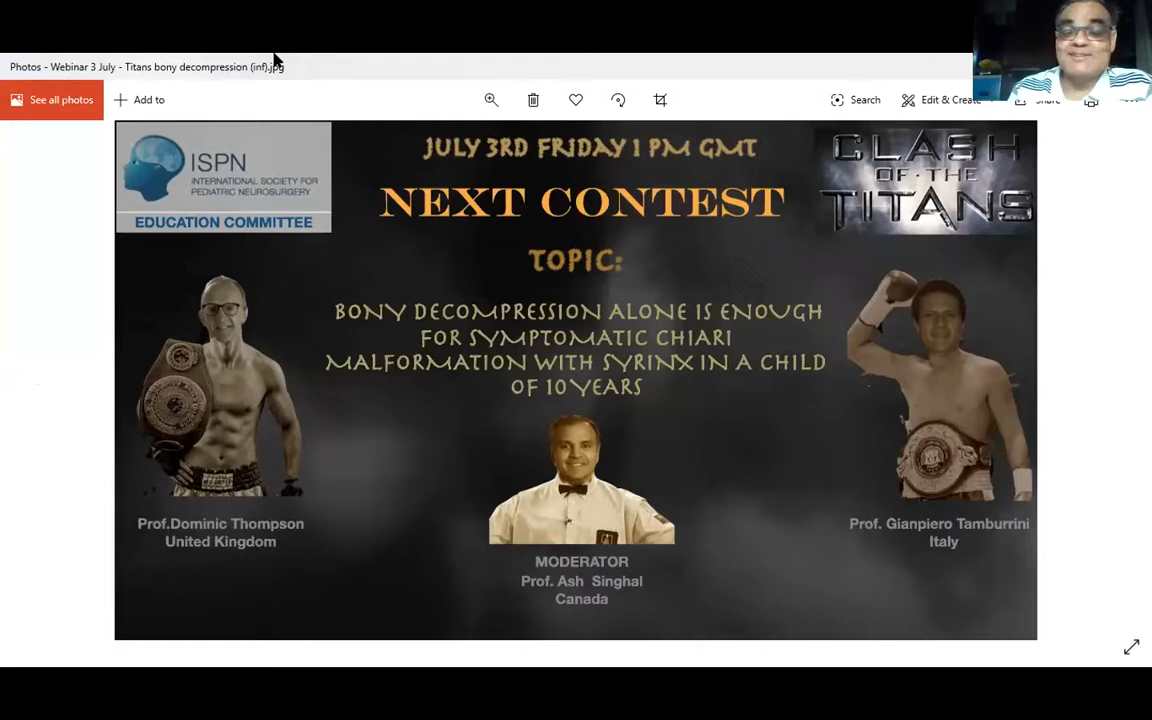 Photos - Webinar 3 July - Titans bony decompression (inf).jpg
See all photos
Add to
Search
Edit & Create
Share
ISPN
INTERNATIONAL SOCIETY FOR
PEDIATRIC NEUROSURGERY
EDUCATION COMMITTEE
JULY 3RD FRIDAY 1 PM GMT
NEXT CONTEST
CLASH
OF·THE
TITANS
TOPIC:
BONY DECOMPRESSION ALONE IS ENOUGH
FOR SYMPTOMATIC CHIARI
MALFORMATION WITH SYRINX IN A CHILD
OF 10 YEARS
Prof.Dominic Thompson
United Kingdom
Prof. Gianpiero Tamburrini
Italy
MODERATOR
Prof. Ash Singhal
Canada